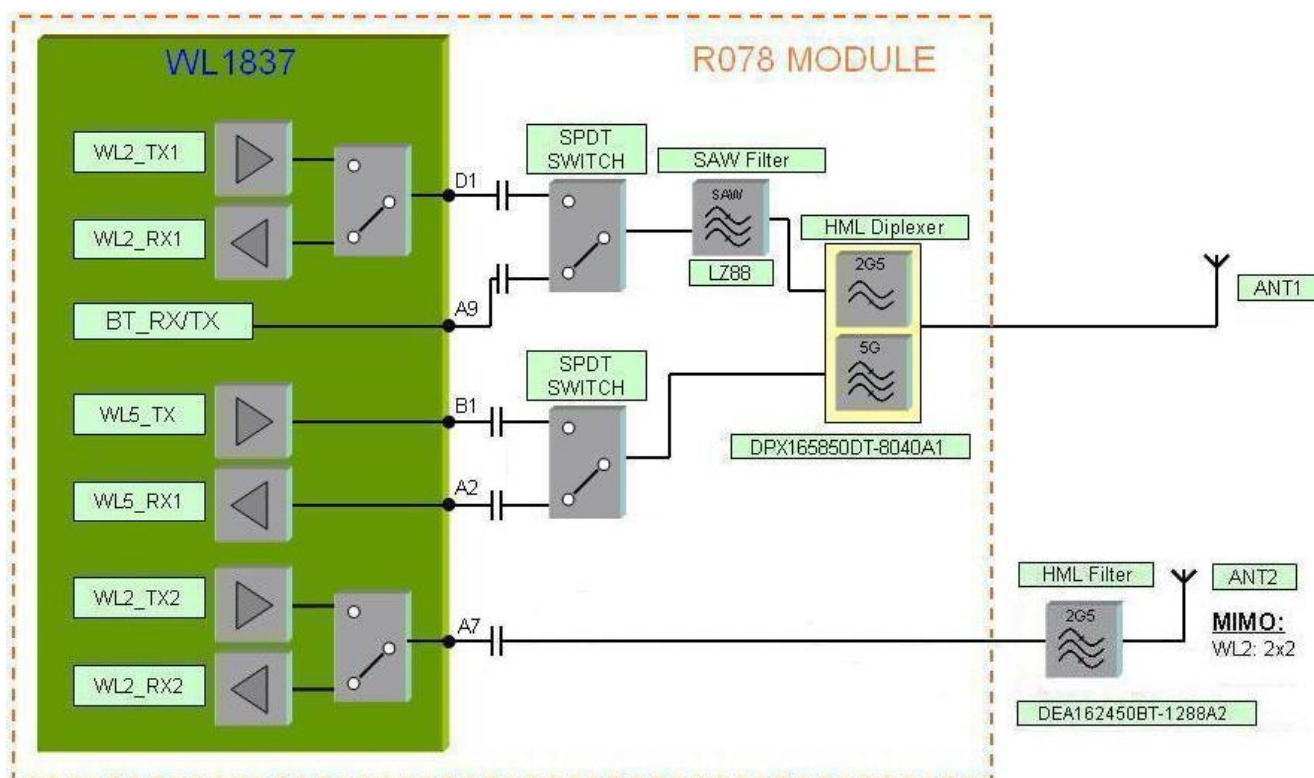 WL1837
R078 MODULE
WL2_TX1
WL2_RX1
BT_RX/TX
WL5_TX
WL5_RX1
WL2_TX2
WL2_RX2
D1
A9
B1
A2
A7
SPDT
SWITCH
SAW Filter
SAW
LZ88
HML Diplexer
2G5
5G
DPX165850DT-8040A1
SPDT
SWITCH
ANT1
HML Filter
2G5
DEA162450BT-1288A2
ANT2
MIMO:
WL2: 2x2